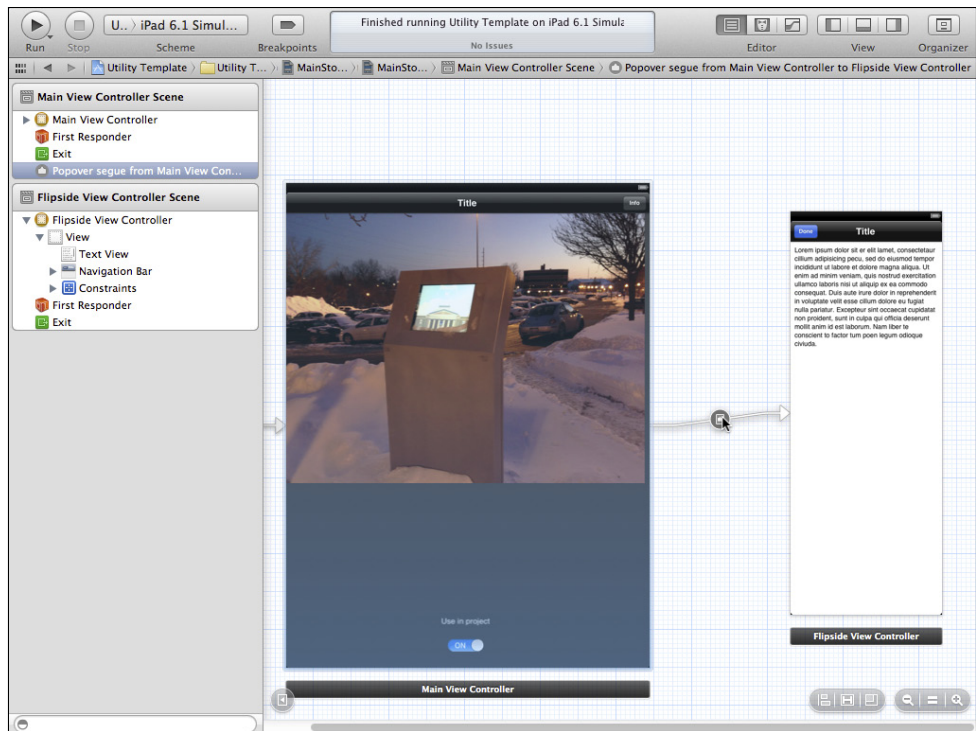 U... › iPad 6.1 Simul...
Finished running Utility Template on iPad 6.1 Simula
No Issues
Run
Stop
Scheme
Breakpoints
Editor
View
Organizer
Utility Template
Utility T...
MainSto...
MainSto...
Main View Controller Scene
Popover segue from Main View Controller to Flipside View Controller
Main View Controller Scene
Main View Controller
First Responder
Exit
Popover segue from Main View Con...
Flipside View Controller Scene
Flipside View Controller
View
Text View
Navigation Bar
Constraints
First Responder
Exit
Title
Info
Use in project
ON
Main View Controller
Done
Title
Lorem ipsum dolor sit er elit lamet, consectetaur
cillium adipisicing pecu, sed do eiusmod tempor
incididunt ut labore et dolore magna aliqua. Ut
enim ad minim veniam, quis nostrud exercitation
ullamco laboris nisi ut aliquip ex ea commodo
consequat. Duis aute irure dolor in reprehenderit
in voluptate velit esse cillum dolore eu fugiat
nulla pariatur. Excepteur sint occaecat cupidatat
non proident, sunt in culpa qui officia deserunt
mollit anim id est laborum. Nam liber te
conscient to factor tum poen legum odioque
civiuda.
Flipside View Controller